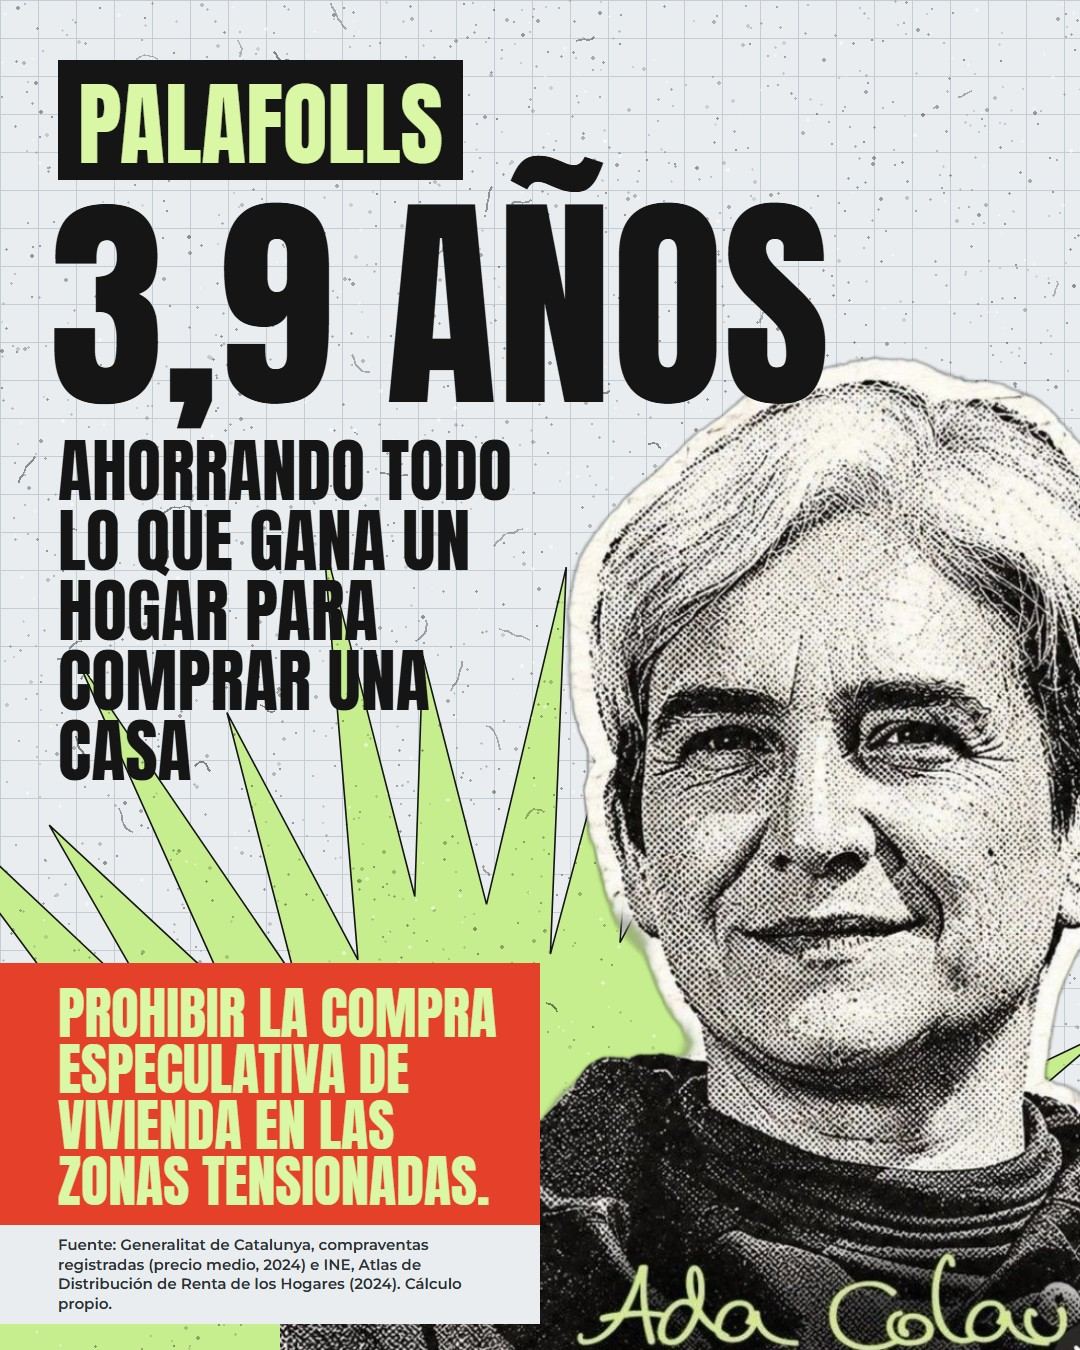 PALAFOLLS
3,9 AÑOS
AHORRANDO TODO
LO QUE GANA UN
HOGAR PARA
COMPRAR UNA
CASA
PROHIBIR LA COMPRA
ESPECULATIVA DE
VIVIENDA EN LAS
ZONAS TENSIONADAS.
Fuente: Generalitat de Catalunya, compraventas
registradas (precio medio, 2024) e INE, Atlas de
Distribución de Renta de los Hogares (2024). Cálculo
propio.
Ada Colau